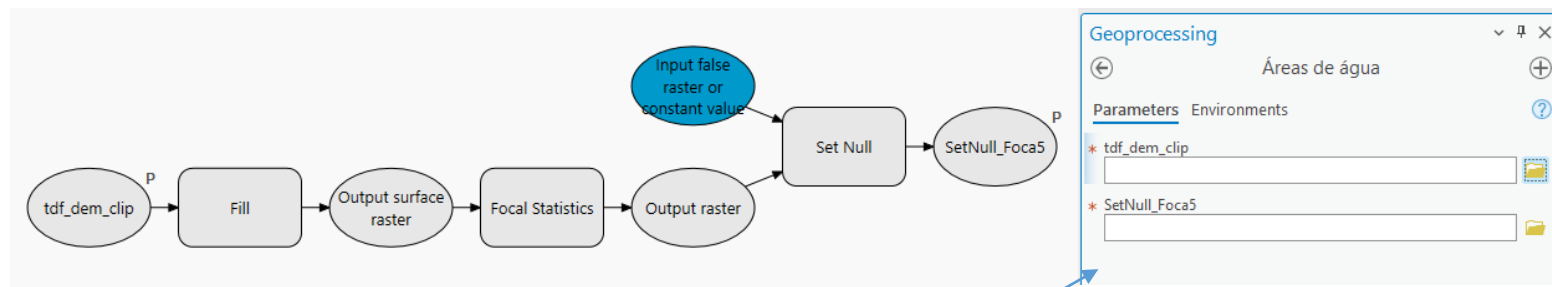 Input false
raster or
constant value
P
tdf_dem_clip
Fill
Output surface
raster
Focal Statistics
Output raster
Set Null
P
SetNull_Foca5
Geoprocessing
Áreas de água
Parameters Environments
* tdf_dem_clip
* SetNull_Foca5